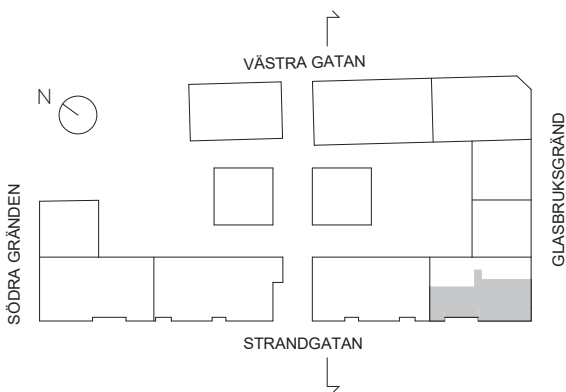 VÄSTRA GATAN
N
SÖDRA GRÄNDEN
GLASBRUKSGRÄND
STRANDGATAN